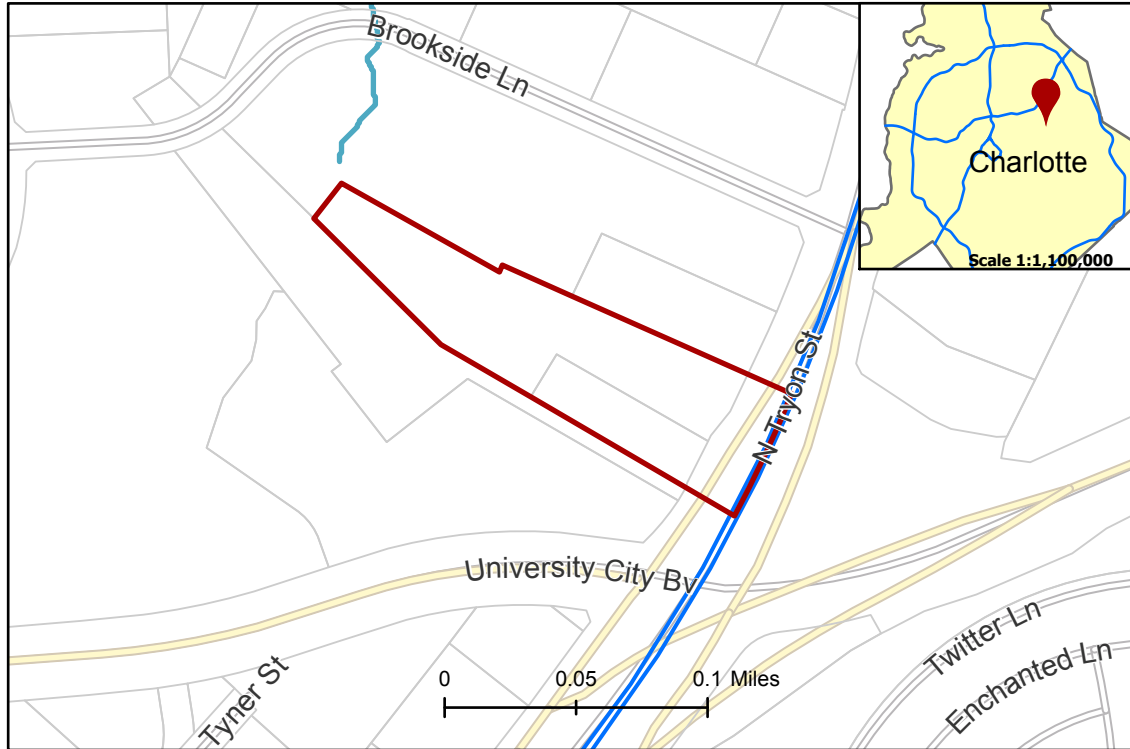 Brookside Ln
Charlotte
Scale 1:1,100,000
N Tryon St
University City Bv
Twitter Ln
Enchanted Ln
Tyner St
0 0.05 0.1 Miles